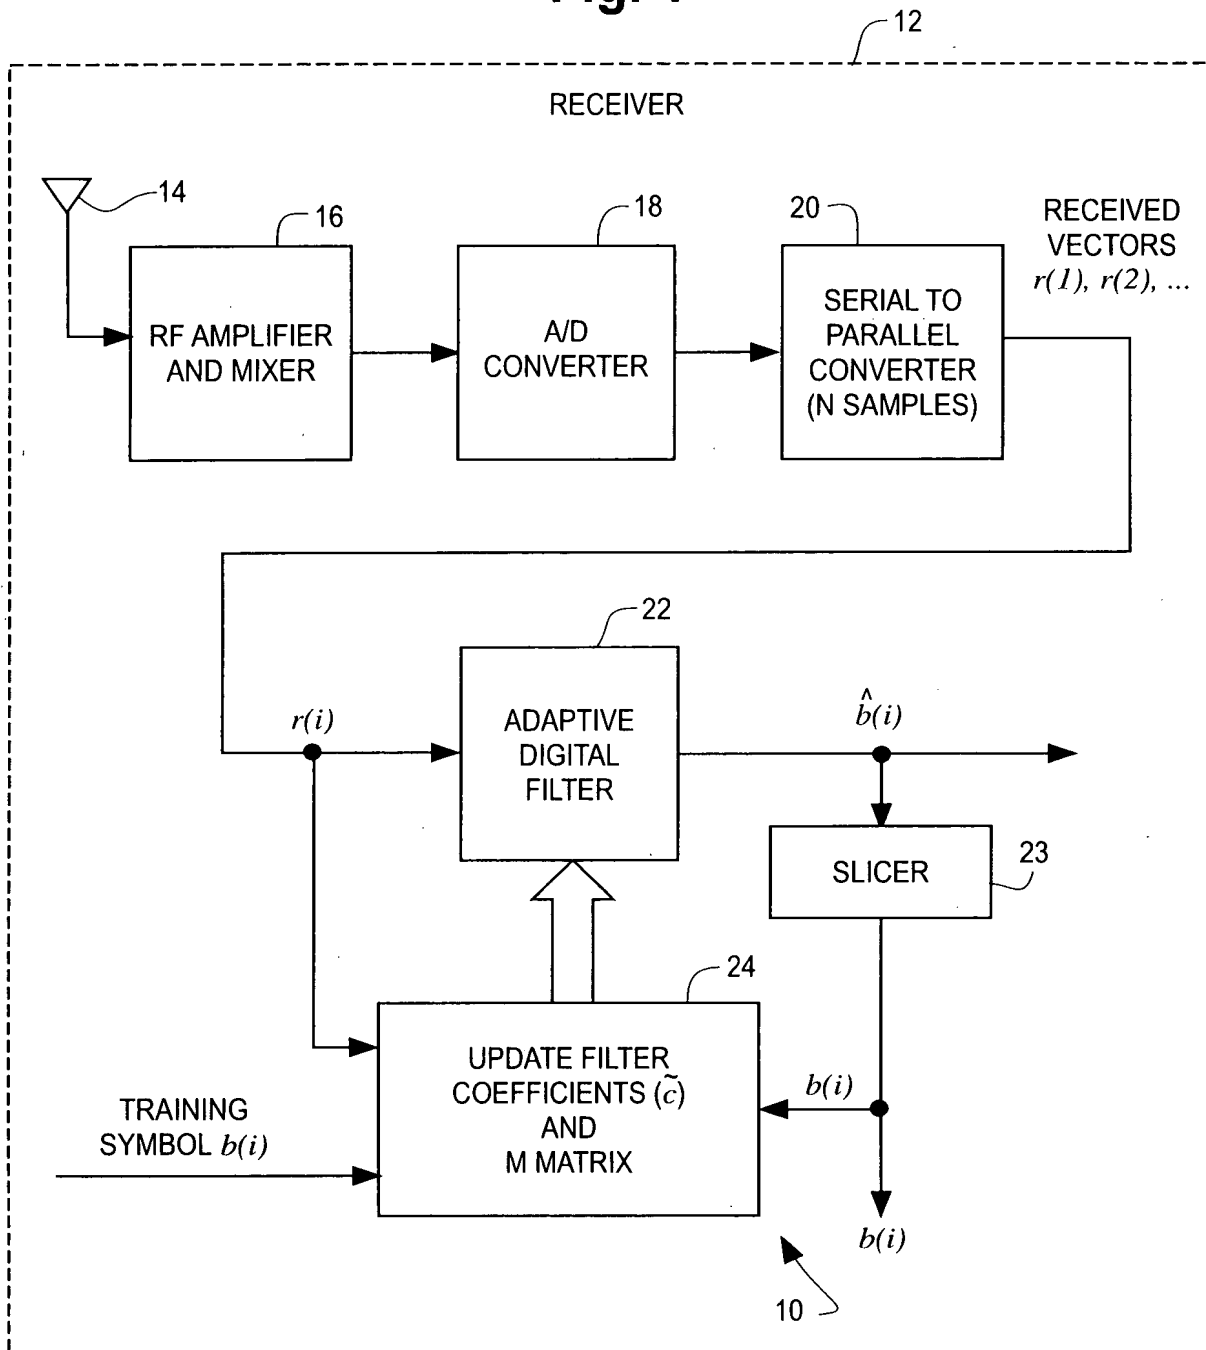 12
RECEIVER
14
16
18
20
RECEIVED
VECTORS
r(1), r(2), ...
RF AMPLIFIER
AND MIXER
A/D
CONVERTER
SERIAL TO
PARALLEL
CONVERTER
(N SAMPLES)
22
r(i)
ADAPTIVE
DIGITAL
FILTER
b̂(i)
SLICER
23
24
UPDATE FILTER
COEFFICIENTS (c̃)
AND
M MATRIX
b(i)
TRAINING
SYMBOL b(i)
b(i)
10